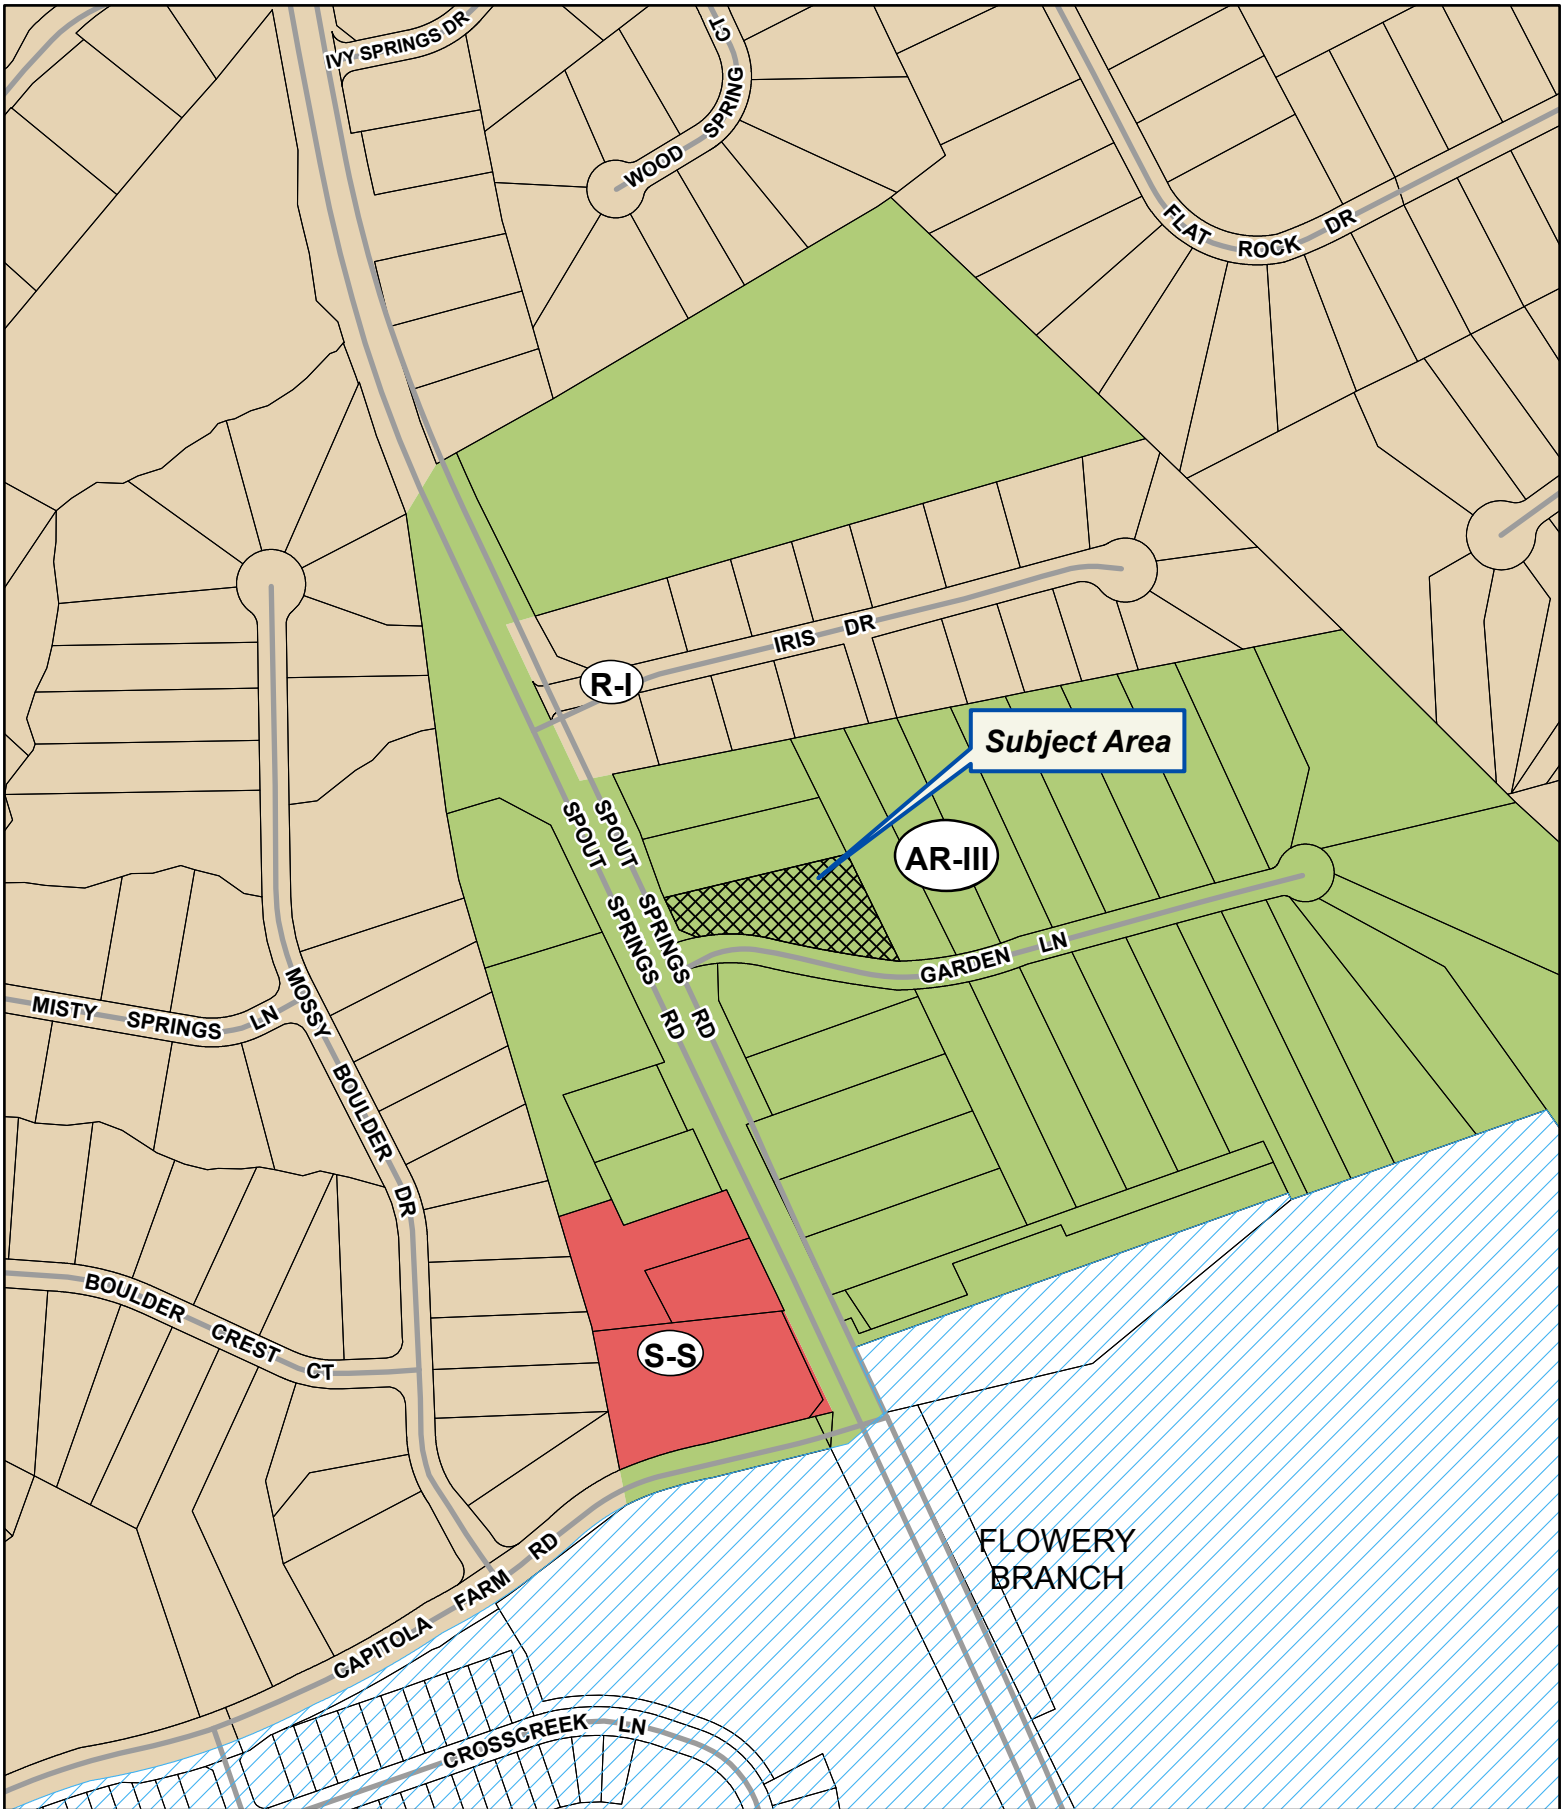 IVY SPRINGS DR
WOOD SPRING CT
FLAT ROCK DR
IRIS DR
R-I
Subject Area
AR-III
SPOUT SPRINGS RD
SPOUT SPRINGS RD
GARDEN LN
MISTY SPRINGS LN
MOSSY BOULDER DR
BOULDER CREST CT
S-S
CAPITOLA FARM RD
FLOWERY
BRANCH
CROSSCREEK LN